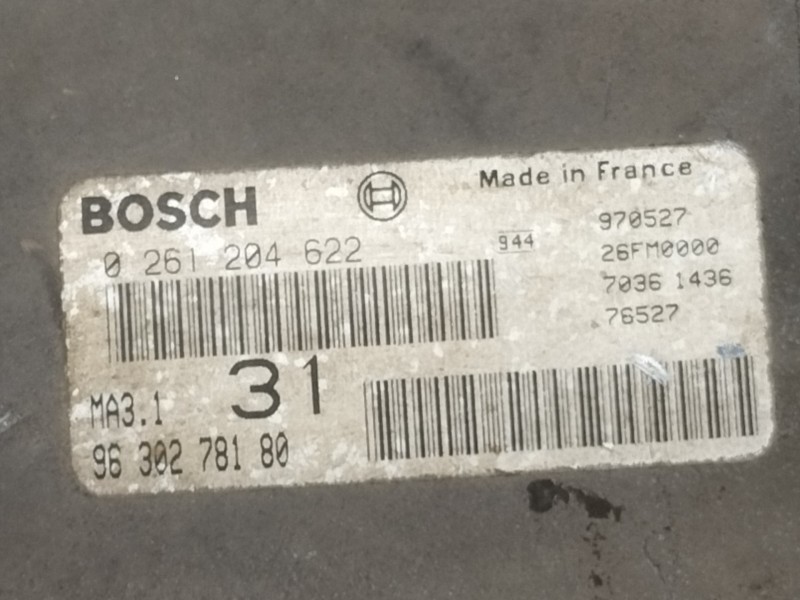 BOSCH
Made in France
0 261 204 622
944
970527
26FM0000
7036 1436
76527
MA3.1
31
96 302 781 80